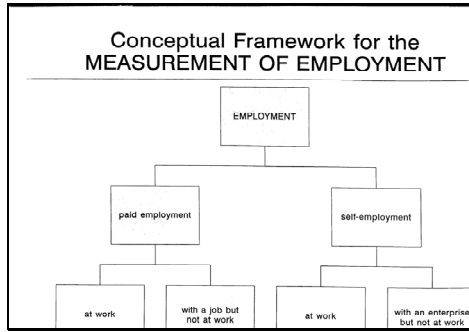 Conceptual Framework for the
MEASUREMENT OF EMPLOYMENT
EMPLOYMENT
paid employment
self-employment
at work
with a job but
not at work
at work
with an enterprise
but not at work